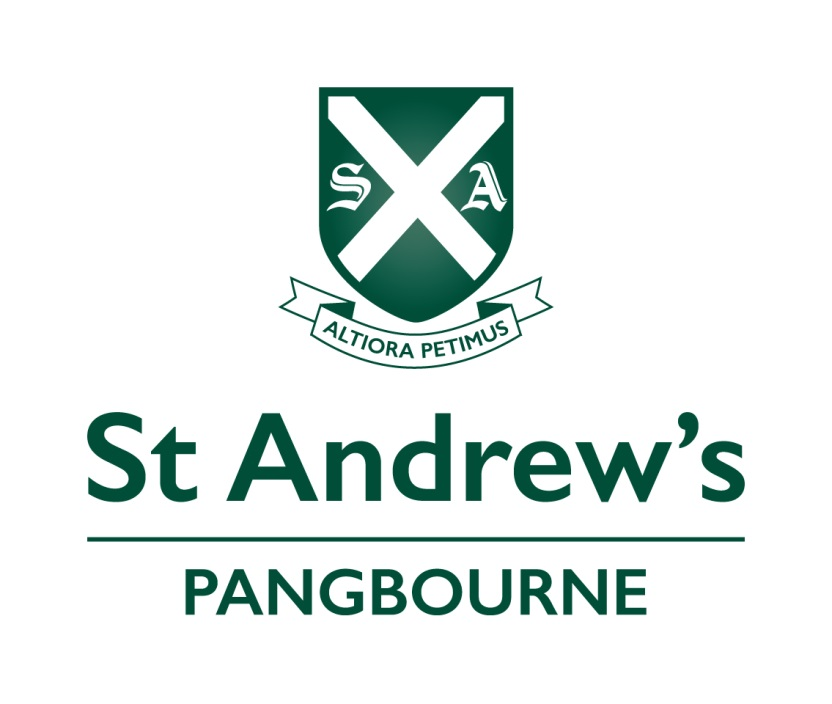 S A
ALTIORA PETIMUS
St Andrew’s
PANGBOURNE